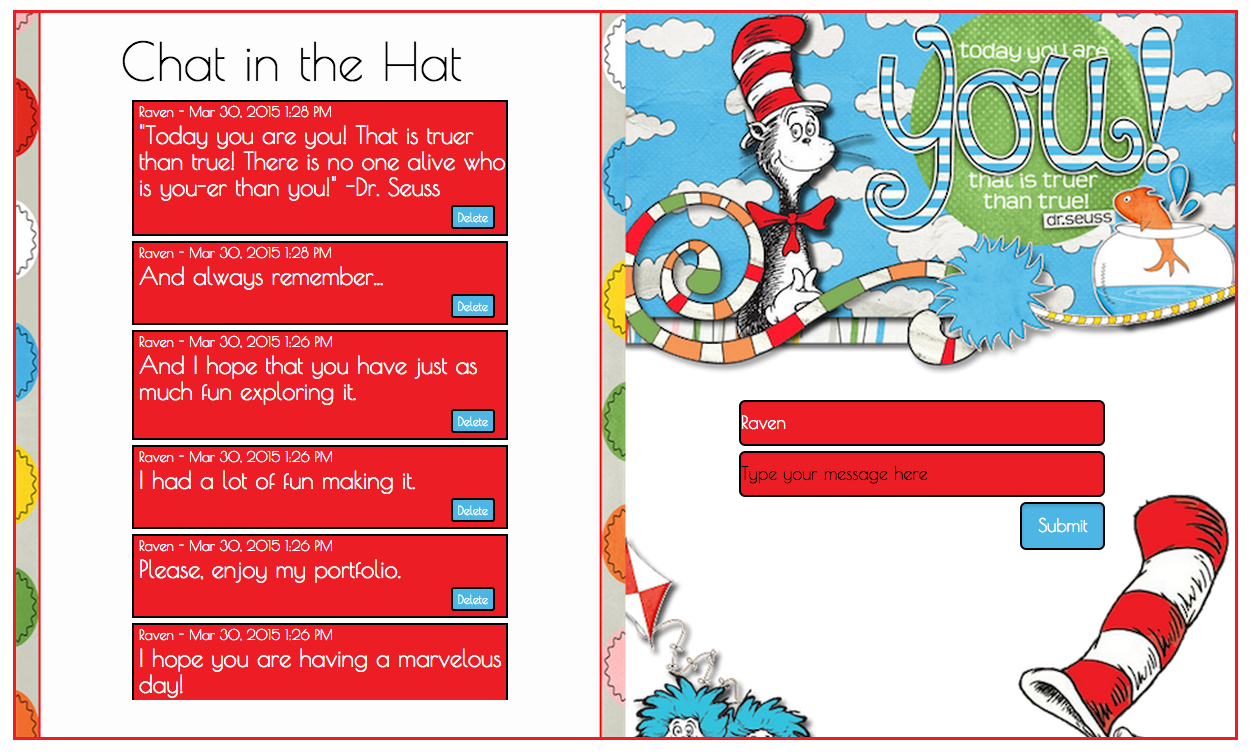 Chat in the Hat
Raven - Mar 30, 2015 1:28 PM
"Today you are you! That is truer
than true! There is no one alive who
is you-er than you!" -Dr. Seuss
Delete
Raven - Mar 30, 2015 1:28 PM
And always remember...
Delete
Raven - Mar 30, 2015 1:26 PM
And I hope that you have just as
much fun exploring it.
Delete
Raven - Mar 30, 2015 1:26 PM
I had a lot of fun making it.
Delete
Raven - Mar 30, 2015 1:26 PM
Please, enjoy my portfolio.
Delete
Raven - Mar 30, 2015 1:26 PM
I hope you are having a marvelous
day!
today you are
you!
that is truer
than true!
dr.seuss
Raven
Type your message here
Submit